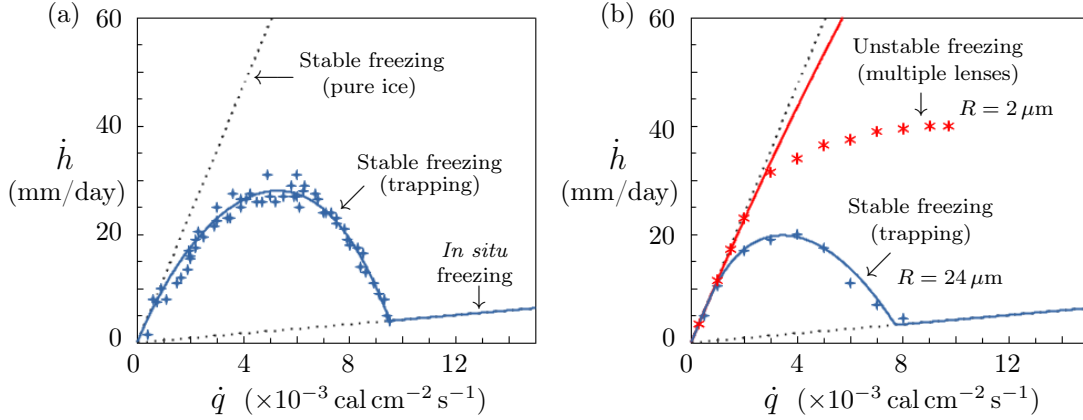 (a)
60
40
20
0
ḣ
(mm/day)
Stable freezing
(pure ice)
Stable freezing
(trapping)
In situ
freezing
0 4 8 12
q̇ (×10⁻³ cal cm⁻² s⁻¹)
(b)
60
40
20
0
ḣ
(mm/day)
Unstable freezing
(multiple lenses)
R = 2 μm
Stable freezing
(trapping)
R = 24 μm
0 4 8 12
q̇ (×10⁻³ cal cm⁻² s⁻¹)